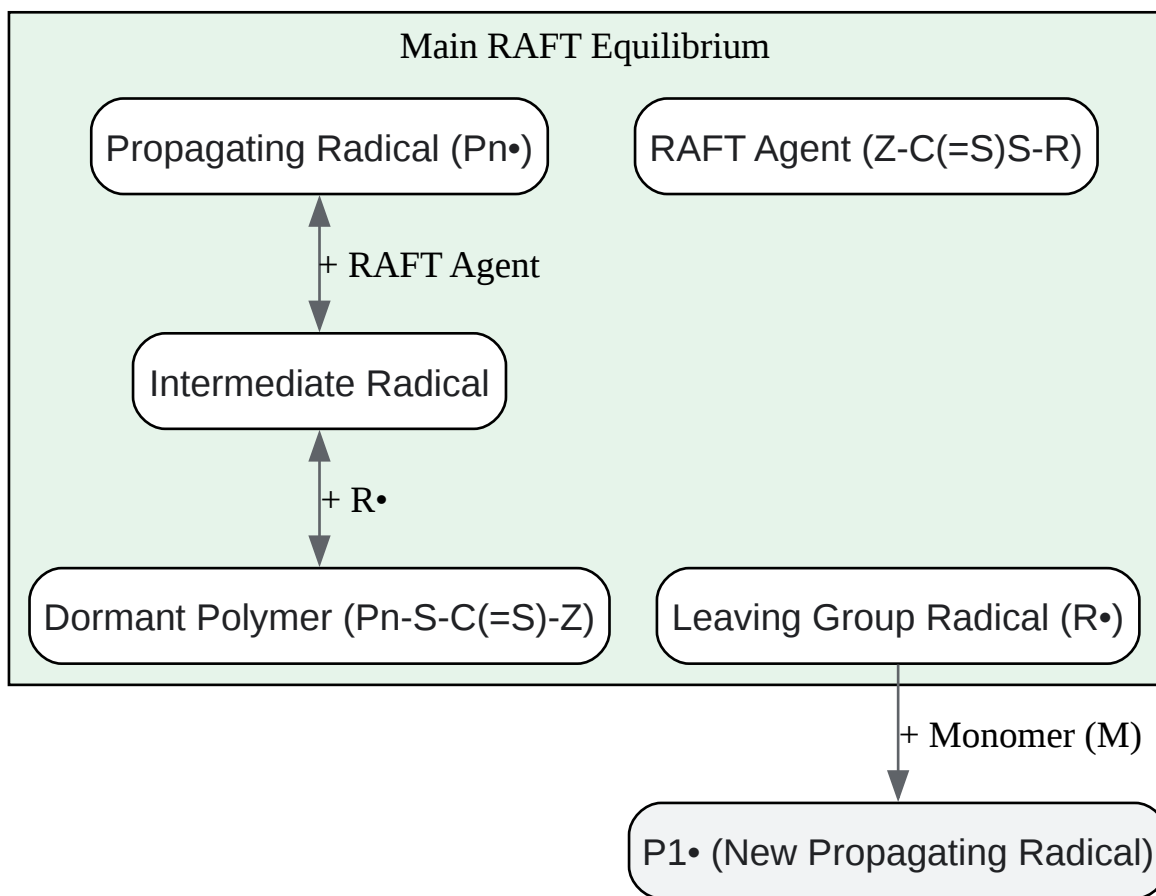 Main RAFT Equilibrium
Propagating Radical (Pn•)
RAFT Agent (Z-C(=S)S-R)
+ RAFT Agent
Intermediate Radical
+ R•
Dormant Polymer (Pn-S-C(=S)-Z)
Leaving Group Radical (R•)
+ Monomer (M)
P1• (New Propagating Radical)